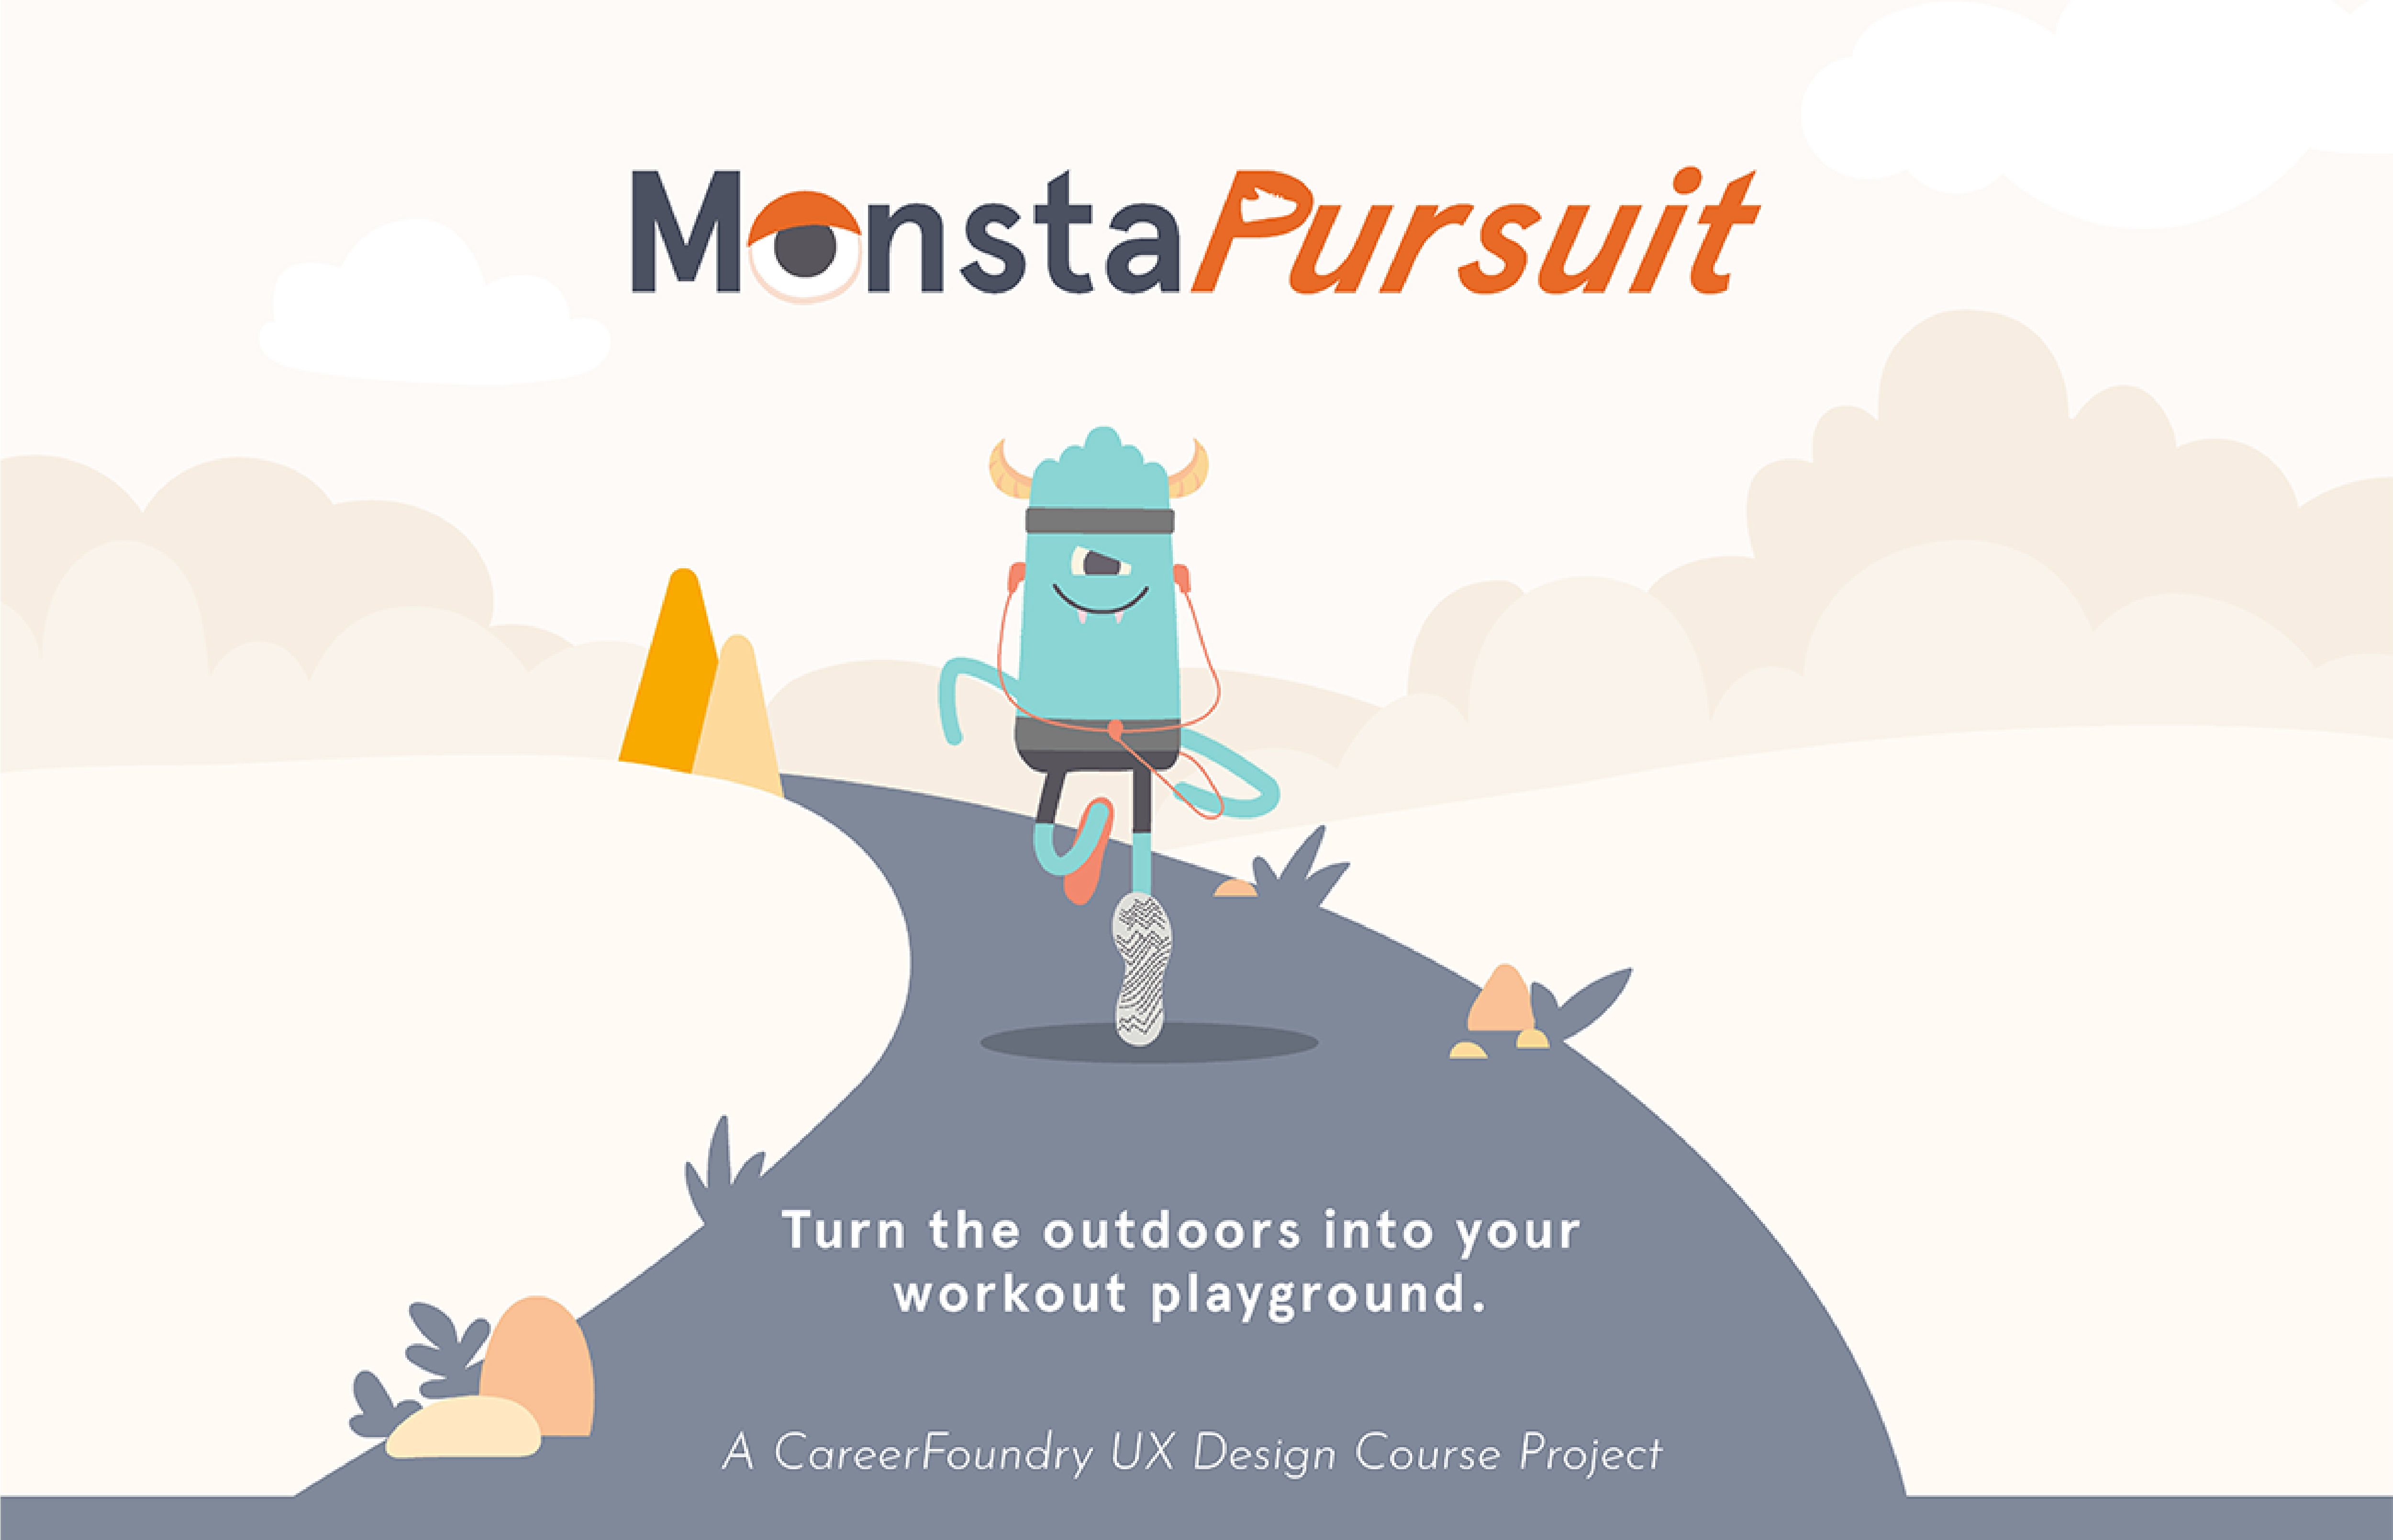 MonstaPursuit
Turn the outdoors into your
workout playground.
A CareerFoundry UX Design Course Project